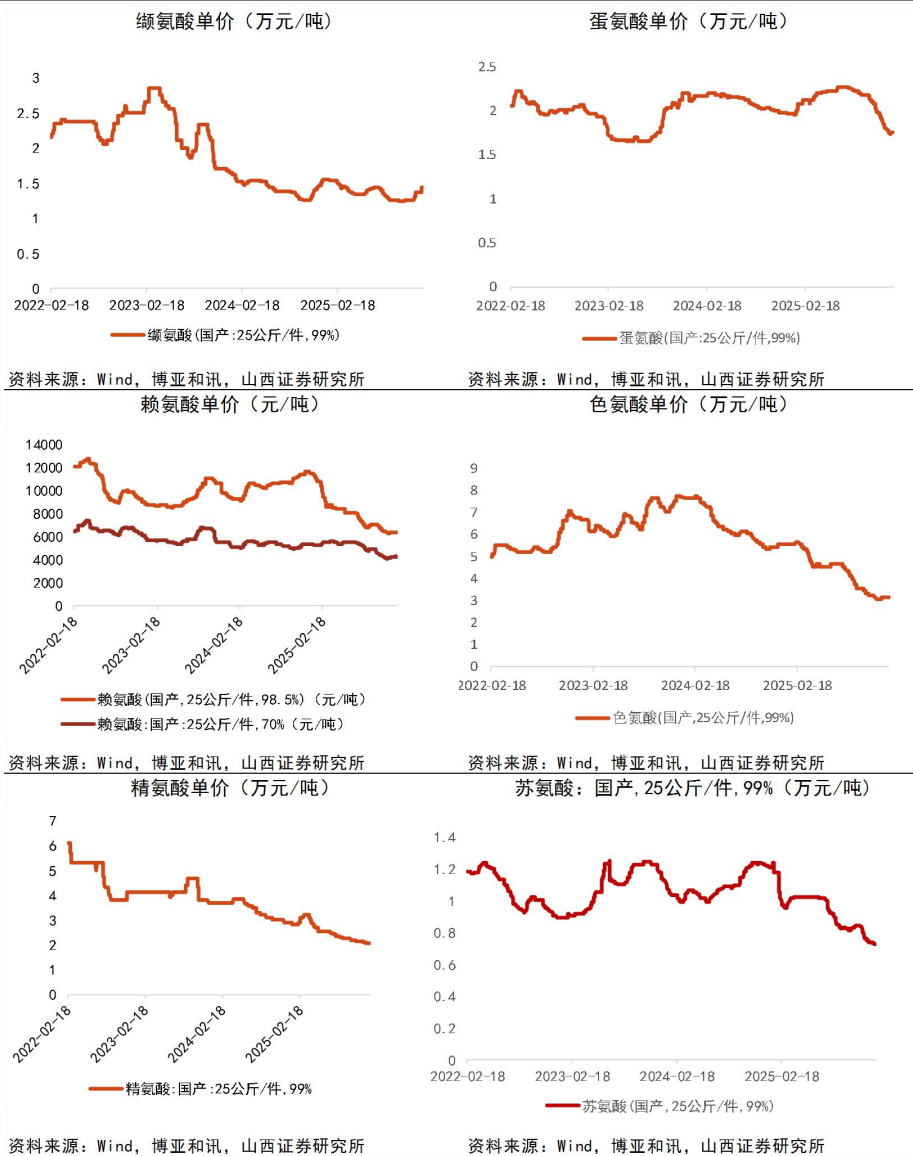 缬氨酸单价（万元/吨）
3
2.5
2
1.5
1
0.5
0
2022-02-18 2023-02-18 2024-02-18 2025-02-18
缬氨酸(国产:25公斤/件,99%)
资料来源：Wind，博亚和讯，山西证券研究所
蛋氨酸单价（万元/吨）
2.5
2
1.5
1
0.5
0
2022-02-18 2023-02-18 2024-02-18 2025-02-18
蛋氨酸(国产:25公斤/件,99%)
资料来源：Wind，博亚和讯，山西证券研究所
赖氨酸单价（元/吨）
14000
12000
10000
8000
6000
4000
2000
0
2022-02-18 2023-02-18 2024-02-18 2025-02-18
赖氨酸(国产,25公斤/件,98.5%)（元/吨）
赖氨酸:国产:25公斤/件,70%（元/吨）
资料来源：Wind，博亚和讯，山西证券研究所
色氨酸单价（万元/吨）
9
8
7
6
5
4
3
2
1
0
2022-02-18 2023-02-18 2024-02-18 2025-02-18
色氨酸(国产,25公斤/件,99%)
资料来源：Wind，博亚和讯，山西证券研究所
精氨酸单价（万元/吨）
7
6
5
4
3
2
1
0
2022-02-18 2023-02-18 2024-02-18 2025-02-18
精氨酸:国产:25公斤/件,99%
资料来源：Wind，博亚和讯，山西证券研究所
苏氨酸：国产,25公斤/件,99%（万元/吨）
1.4
1.2
1
0.8
0.6
0.4
0.2
0
2022-02-18 2023-02-18 2024-02-18 2025-02-18
苏氨酸(国产,25公斤/件,99%)
资料来源：Wind，博亚和讯，山西证券研究所